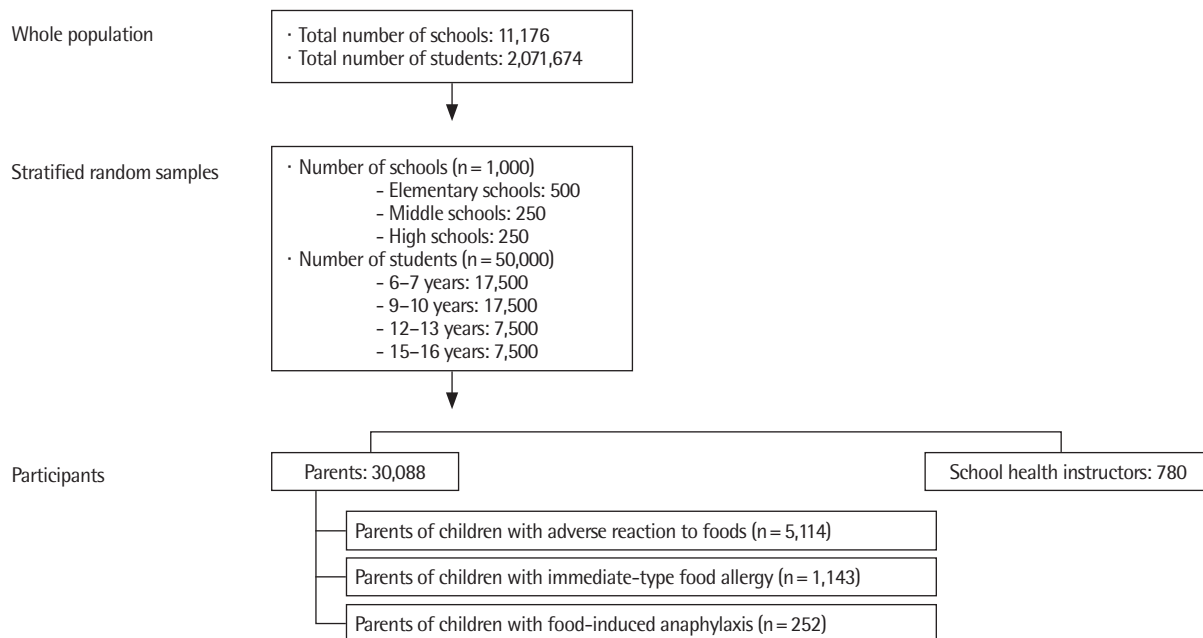 Whole population
· Total number of schools: 11,176
· Total number of students: 2,071,674
Stratified random samples
· Number of schools (n = 1,000)
- Elementary schools: 500
- Middle schools: 250
- High schools: 250
· Number of students (n = 50,000)
- 6–7 years: 17,500
- 9–10 years: 17,500
- 12–13 years: 7,500
- 15–16 years: 7,500
Participants
Parents: 30,088
School health instructors: 780
Parents of children with adverse reaction to foods (n = 5,114)
Parents of children with immediate-type food allergy (n = 1,143)
Parents of children with food-induced anaphylaxis (n = 252)